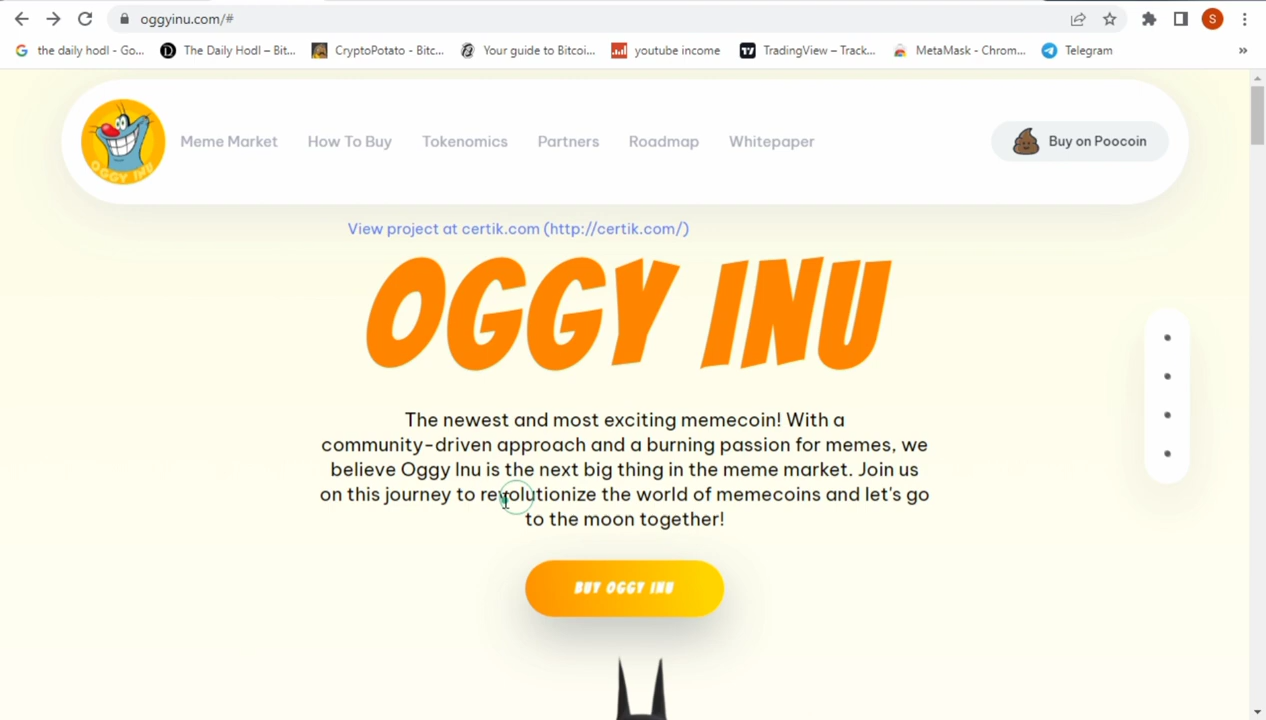 oggyinu.com/#
S
the daily hodl - Go...
The Daily Hodl – Bit...
CryptoPotato - Bitc...
Your guide to Bitcoi...
youtube income
TradingView – Track...
MetaMask - Chrom...
Telegram
»
OGGY INU
Meme Market
How To Buy
Tokenomics
Partners
Roadmap
Whitepaper
Buy on Poocoin
View project at certik.com (http://certik.com/)
OGGY INU
The newest and most exciting memecoin! With a
community-driven approach and a burning passion for memes, we
believe Oggy Inu is the next big thing in the meme market. Join us
on this journey to revolutionize the world of memecoins and let's go
to the moon together!
BUY OGGY INU